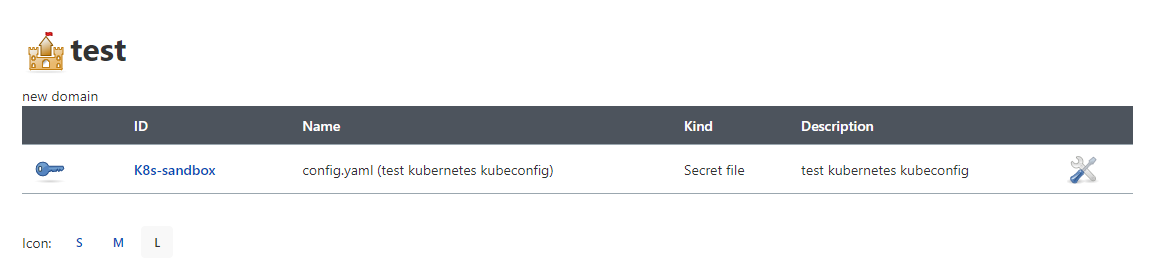 test
new domain
ID Name Kind Description
K8s-sandbox config.yaml (test kubernetes kubeconfig) Secret file test kubernetes kubeconfig
Icon: S M L